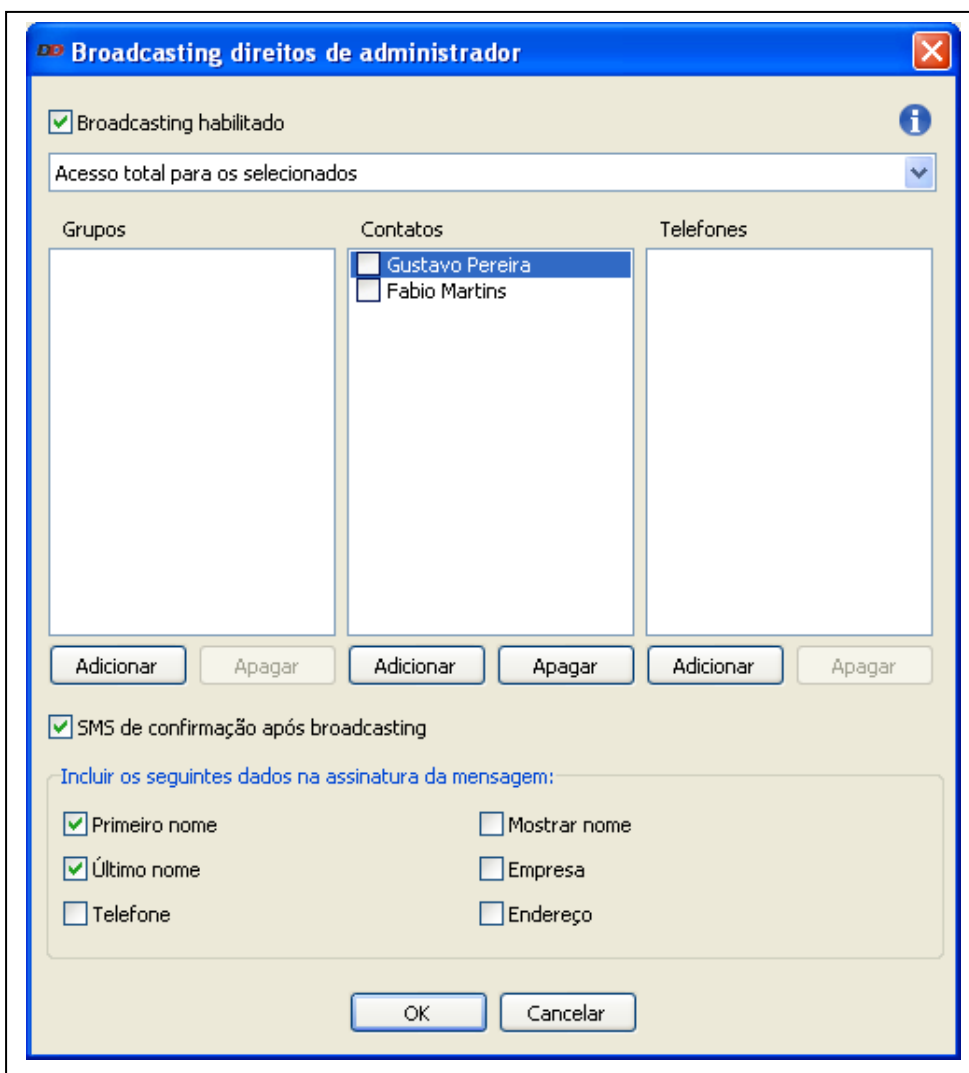 Broadcasting direitos de administrador
Broadcasting habilitado
Acesso total para os selecionados
Grupos Contatos Telefones
Gustavo Pereira
Fabio Martins
Adicionar Apagar Adicionar Apagar Adicionar Apagar
SMS de confirmação após broadcasting
Incluir os seguintes dados na assinatura da mensagem:
Primeiro nome Mostrar nome
Último nome Empresa
Telefone Endereço
OK Cancelar